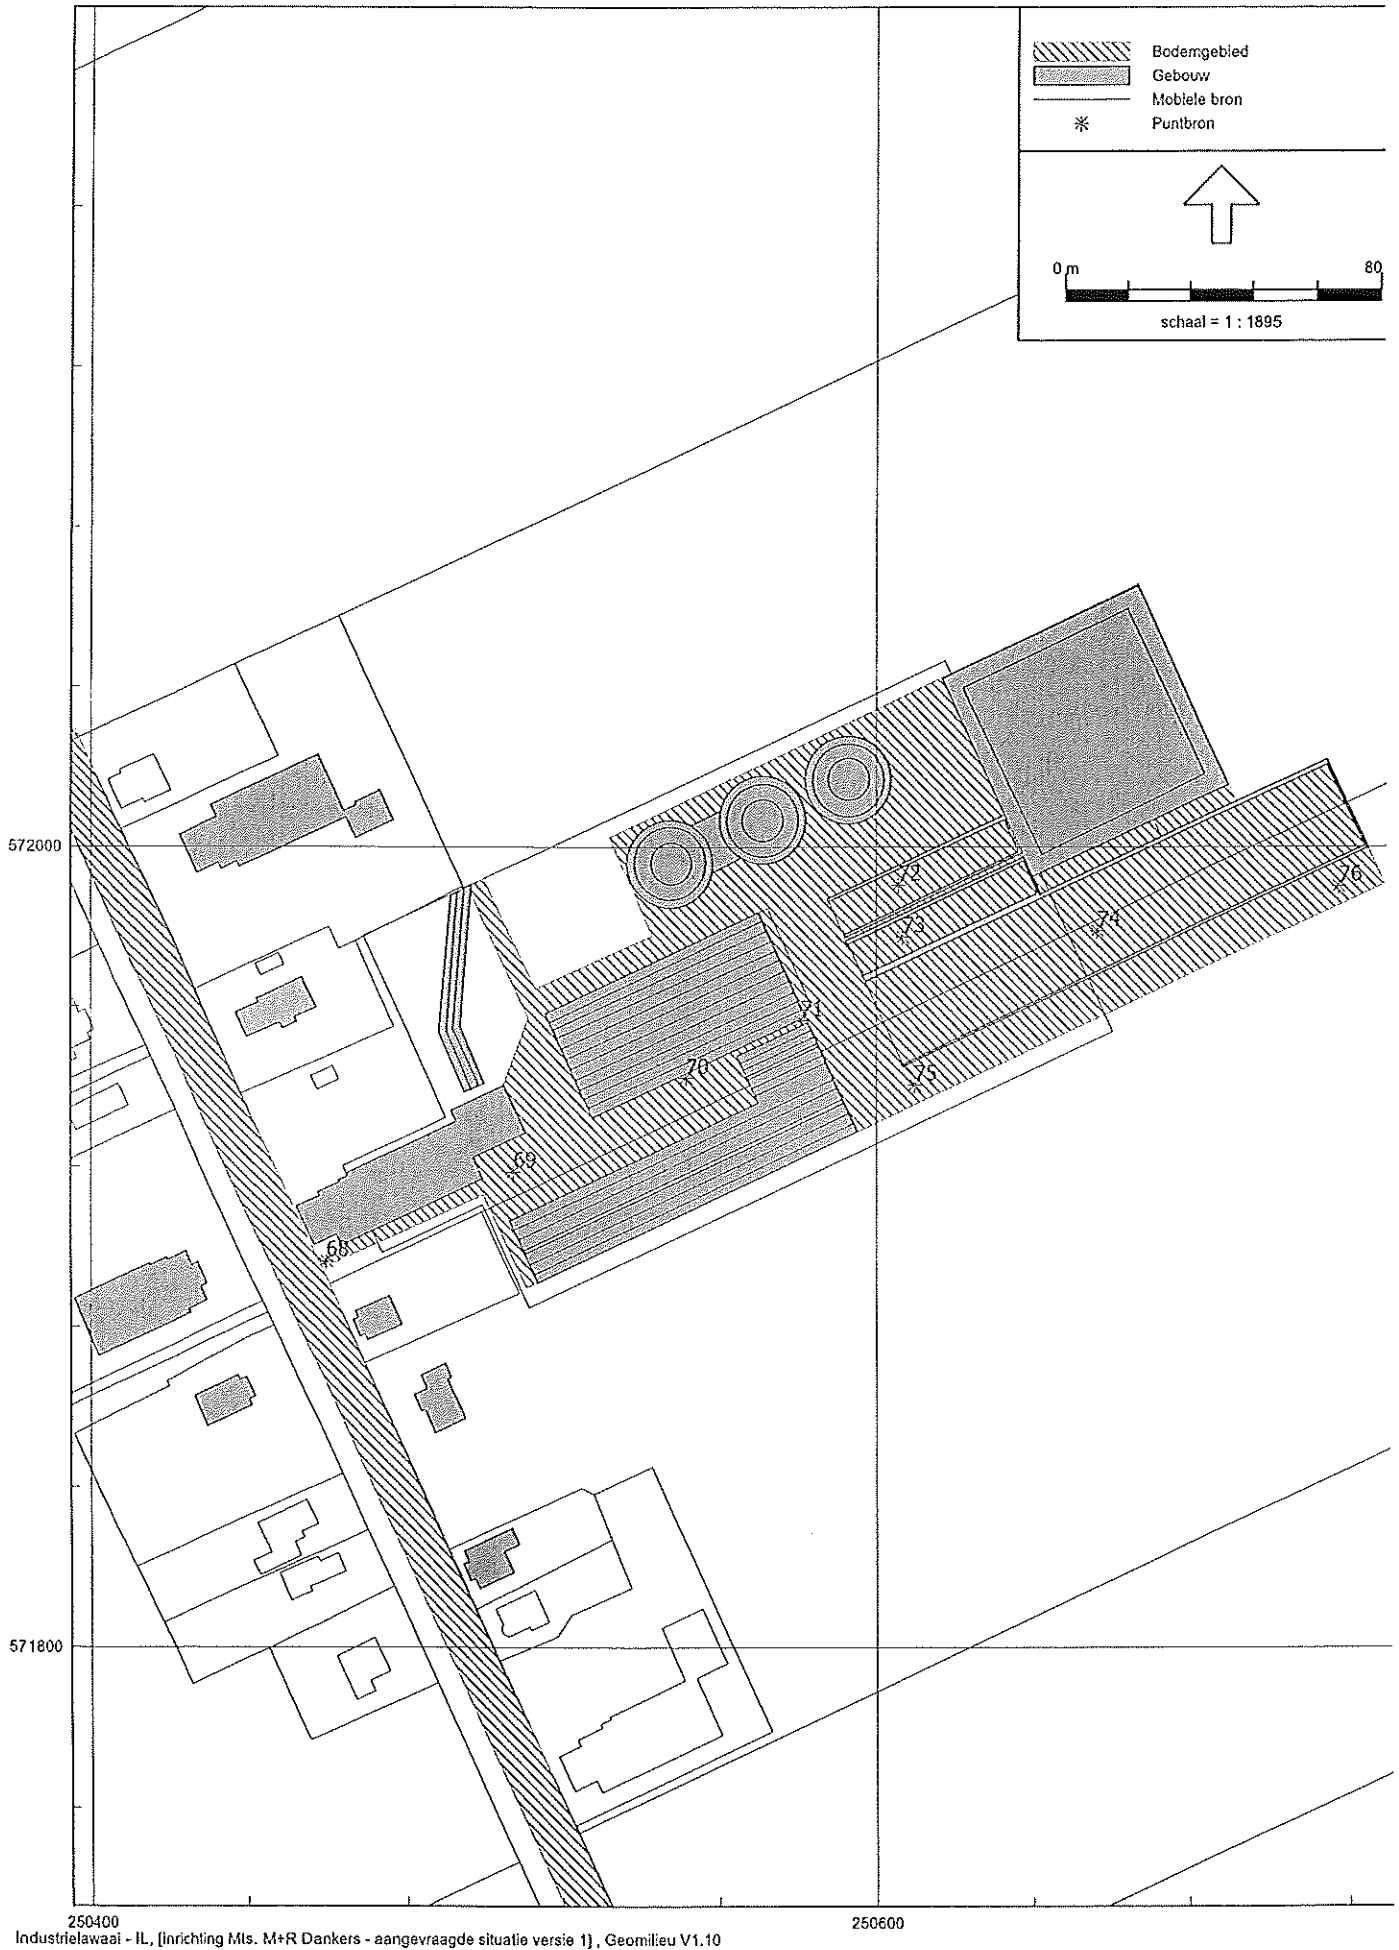 Bodemgebied
Gebouw
Mobiele bron
Puntbron
0 m 80
schaal = 1 : 1895
572000
72
73
74
76
71
70
75
69
68
571800
250400 250600
Industrielawaai - IL, [inrichting Mts. M+R Dankers - aangevraagde situatie versie 1] , Geomilieu V1.10